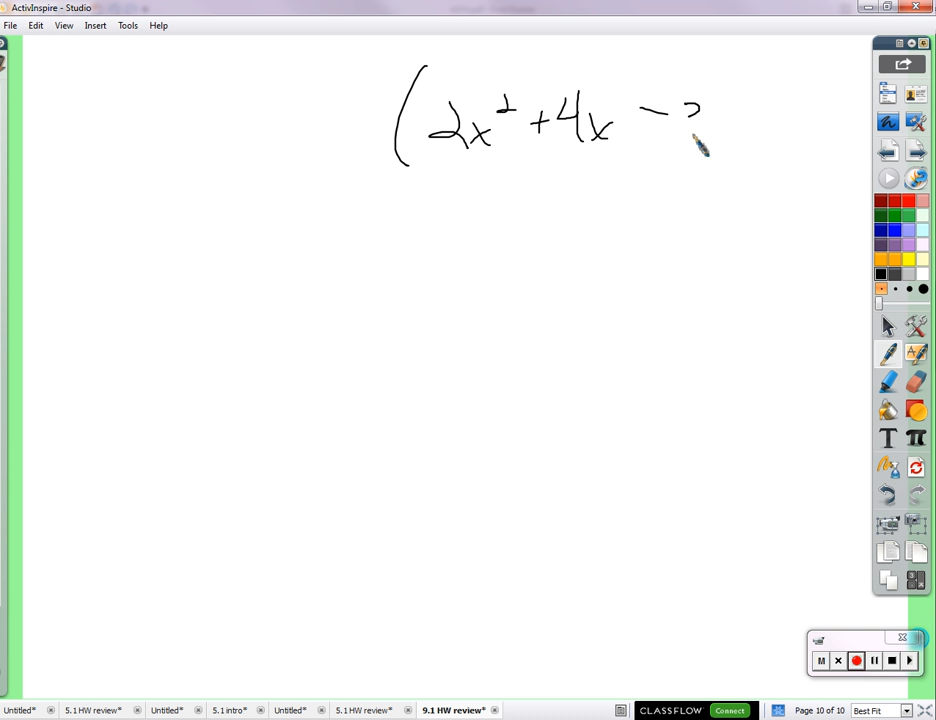 ActivInspire - Studio
File Edit View Insert Tools Help
(2x² + 4x -
T π
M
Untitled* 5.1 HW review* Untitled* 5.1 intro* Untitled* 5.1 HW review* 9.1 HW review* CLASSFLOW Connect Page 10 of 10 Best Fit